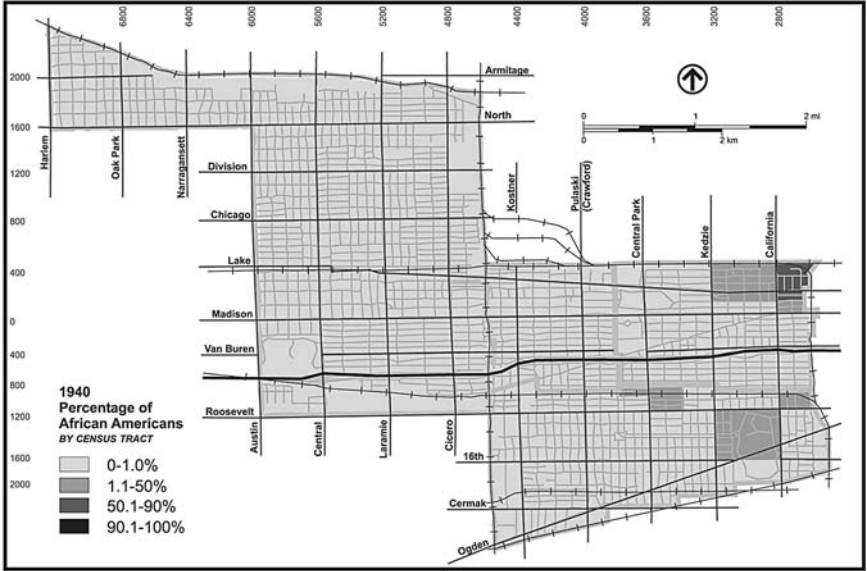 6800
6400
6000
5600
5200
4800
4400
4000
3600
3200
2800
2000
1600
1200
800
400
0
400
800
1200
1600
2000
Armitage
North
Division
Chicago
Lake
Madison
Van Buren
Roosevelt
16th
Cermak
Ogden
Harlem
Oak Park
Narragansett
Kostner
Pulaski
(Crawford)
Central Park
Kedzie
California
Austin
Central
Laramie
Cicero
0 1 2 mi
0 1 2 km
1940
Percentage of
African Americans
BY CENSUS TRACT
0-1.0%
1.1-50%
50.1-90%
90.1-100%